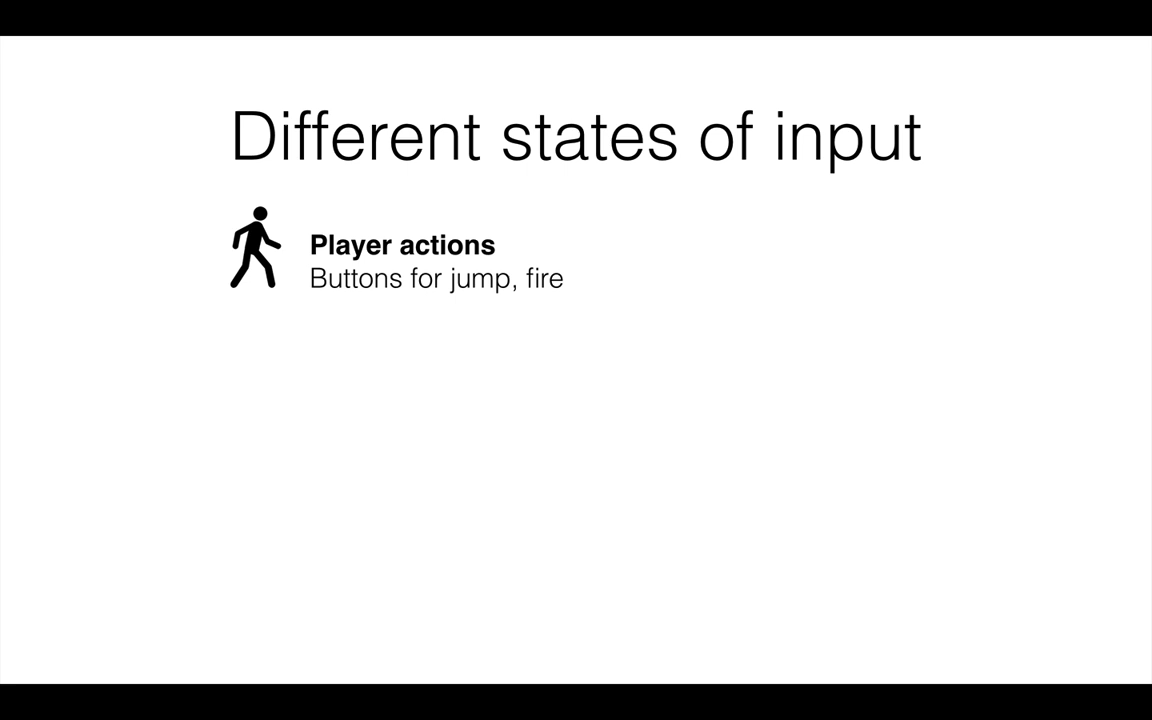 Different states of input
Player actions
Buttons for jump, fire